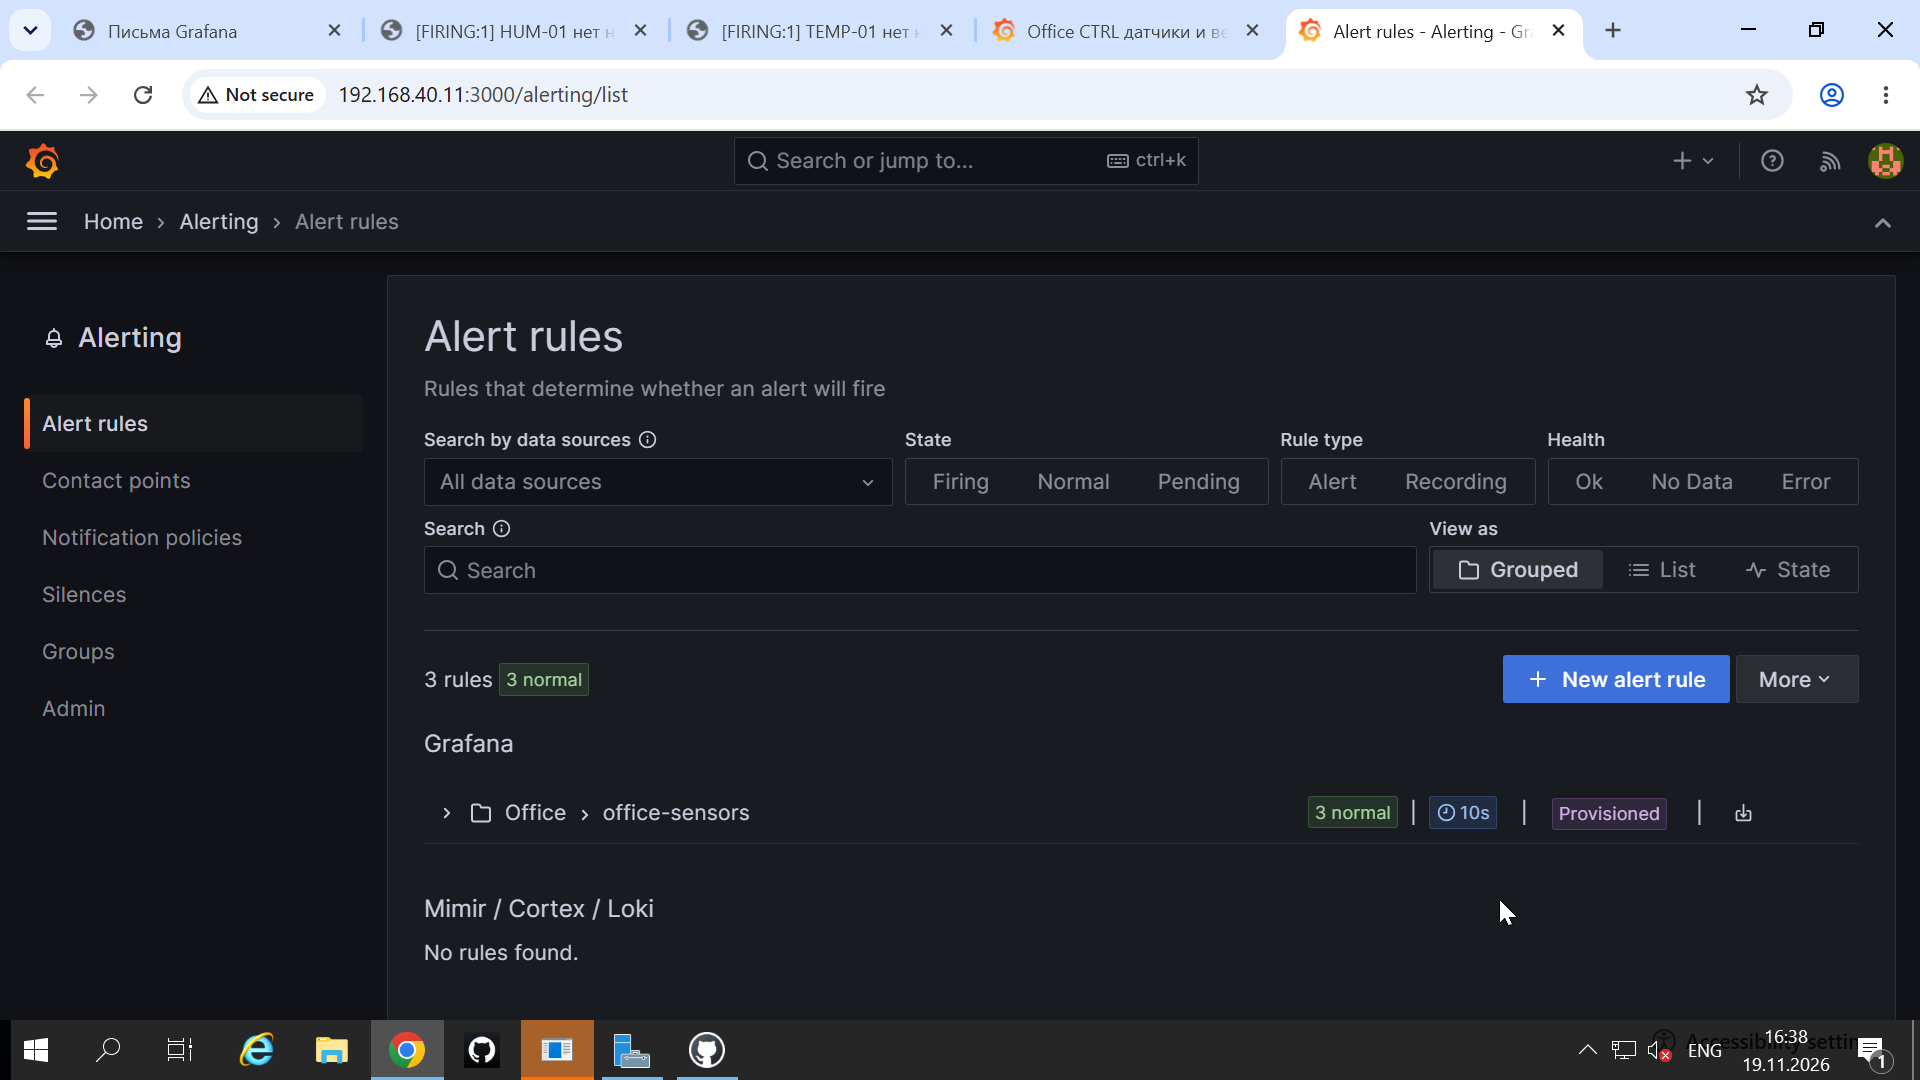 Письма Grafana
[FIRING:1] HUM-01 нет
[FIRING:1] TEMP-01 нет
Office CTRL датчики и ве
Alert rules - Alerting - Gr
Not secure
192.168.40.11:3000/alerting/list
Search or jump to...
ctrl+k
Home
Alerting
Alert rules
Alerting
Alert rules
Contact points
Notification policies
Silences
Groups
Admin
Alert rules
Rules that determine whether an alert will fire
Search by data sources
State
Rule type
Health
All data sources
Firing
Normal
Pending
Alert
Recording
Ok
No Data
Error
Search
View as
Search
Grouped
List
State
3 rules
3 normal
New alert rule
More
Grafana
Office
office-sensors
3 normal
10s
Provisioned
Mimir / Cortex / Loki
No rules found.
ENG
Accessibility settin
16:38
19.11.2026
1